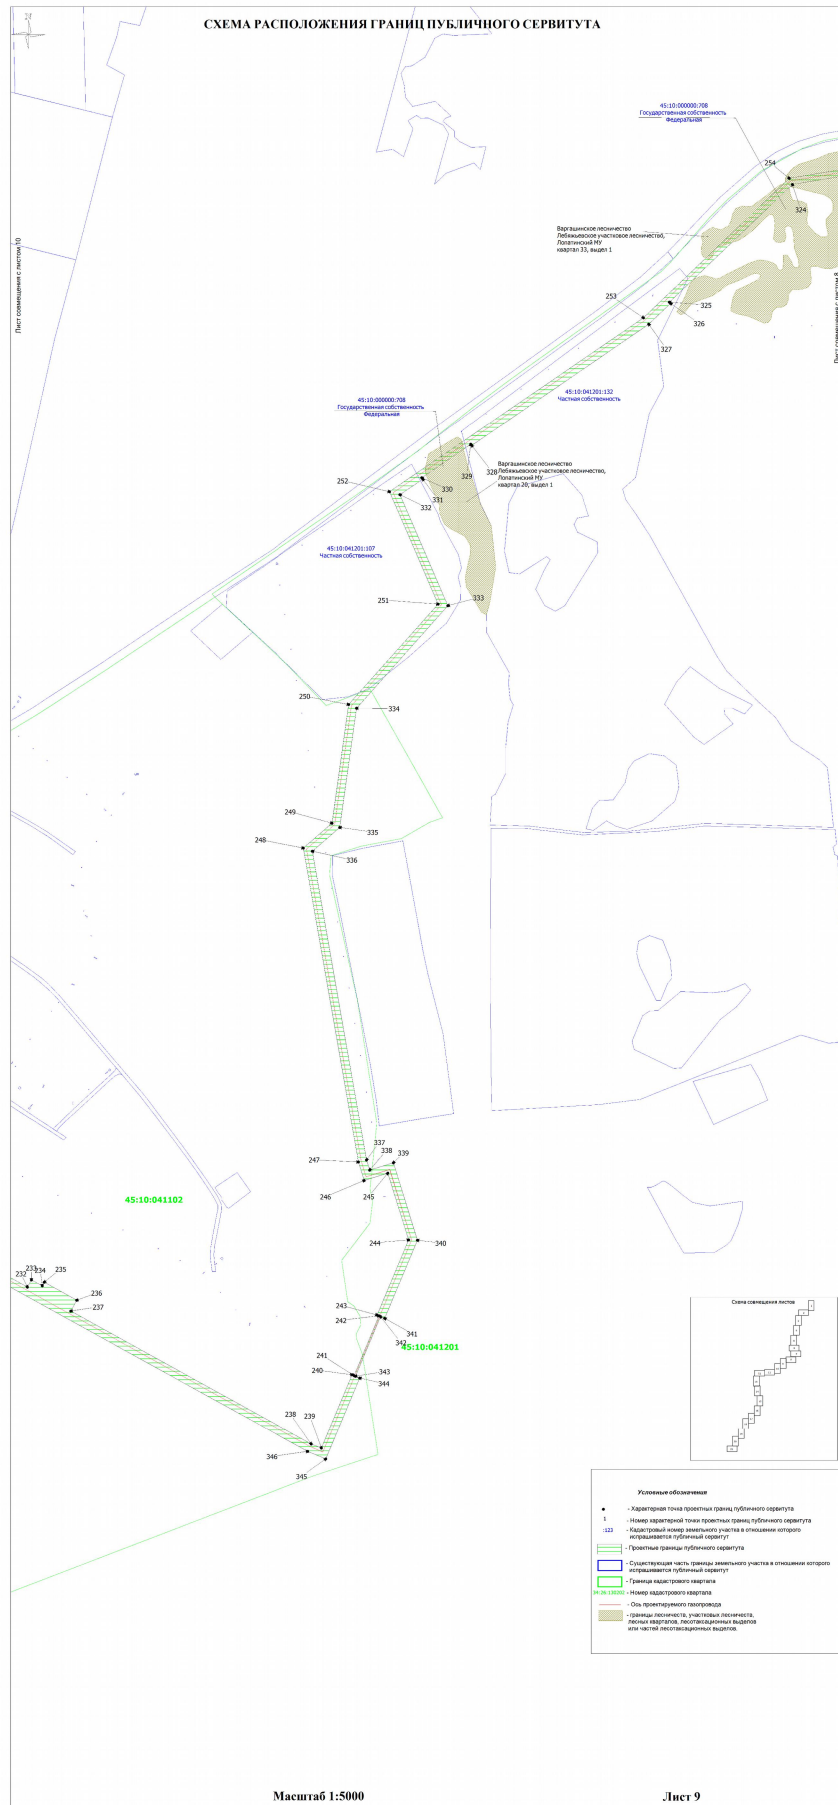 СХЕМА РАСПОЛОЖЕНИЯ ГРАНИЦ ПУБЛИЧНОГО СЕРВИТУТА
45:10:000000:708
Государственная собственность
Федеральная
254
324
Варгашинское лесничество
Лебяжьевское участковое лесничество,
Лопатинский МУ
квартал 33, выдел 1
Лист совмещения с листом 10
Лист совмещения с листом 8
253
325
326
327
45:10:041201:132
Частная собственность
45:10:000000:708
Государственная собственность
Федеральная
328
329
Варгашинское лесничество
Лебяжьевское участковое лесничество,
Лопатинский МУ
квартал 20, выдел 1
252
330
331
332
45:10:041201:107
Частная собственность
251
333
250
334
249
335
248
336
337
338
339
247
246
245
45:10:041102
244
340
232
233
234
235
236
237
243
242
341
342
45:10:041201
241
240
343
344
238
239
346
345
Схема совмещения листов
Условные обозначения
- Характерная точка проектных границ публичного сервитута
1 - Номер характерной точки проектных границ публичного сервитута
:123 - Кадастровый номер земельного участка в отношении которого
испрашивается публичный сервитут
- Проектные границы публичного сервитута
- Существующая часть границы земельного участка в отношении которого
испрашивается публичный сервитут
- Граница кадастрового квартала
- Номер кадастрового квартала
- Ось проектируемого газопровода
- границы лесничеств, участковых лесничеств,
лесных кварталов, лесотаксационных выделов
или частей лесотаксационных выделов.
Масштаб 1:5000
Лист 9